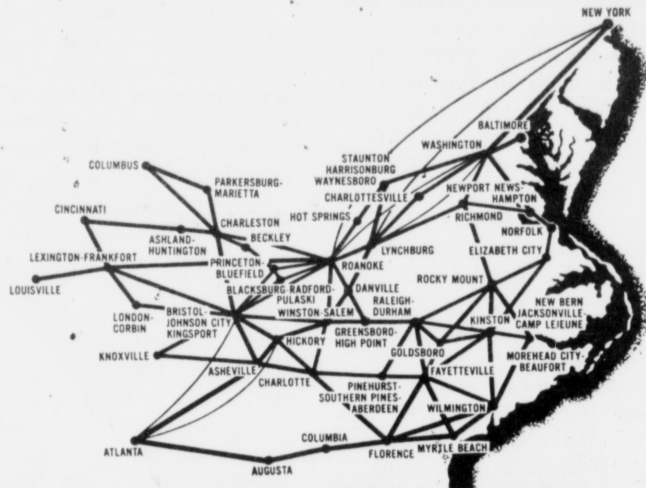 NEW YORK
BALTIMORE
WASHINGTON
STAUNTON
HARRISONBURG
WAYNESBORO
COLUMBUS
PARKERSBURG-
MARIETTA
CHARLOTTESVILLE
NEWPORT NEWS-
HAMPTON
CINCINNATI
CHARLESTON
HOT SPRINGS
RICHMOND
NORFOLK
ASHLAND-
HUNTINGTON
BECKLEY
LYNCHBURG
ELIZABETH CITY
LEXINGTON-FRANKFORT
PRINCETON-
BLUEFIELD
ROANOKE
ROCKY MOUNT
LOUISVILLE
BLACKSBURG-RADFORD-
PULASKI
DANVILLE
NEW BERN
JACKSONVILLE-
CAMP LEJEUNE
LONDON-
CORBIN
BRISTOL-
JOHNSON CITY
KINGSPORT
WINSTON-SALEM
RALEIGH-
DURHAM
GREENSBORO-
HIGH POINT
KINSTON
HICKORY
GOLDSBORO
MOREHEAD CITY-
BEAUFORT
KNOXVILLE
ASHEVILLE
CHARLOTTE
FAYETTEVILLE
PINEHURST-
SOUTHERN PINES-
ABERDEEN
WILMINGTON
ATLANTA
COLUMBIA
FLORENCE
MYRTLE BEACH
AUGUSTA